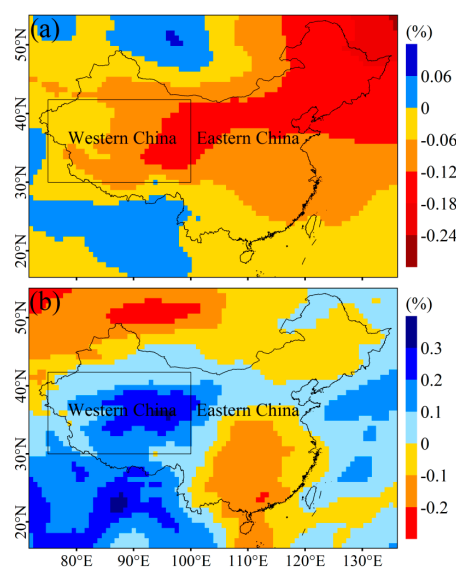 (a)
(%)
50°N
0.06
40°N
0
Western China
Eastern China
-0.06
30°N
-0.12
-0.18
20°N
-0.24
(b)
(%)
50°N
0.3
40°N
0.2
Western China
Eastern China
0.1
30°N
0
-0.1
20°N
-0.2
80°E
90°E
100°E
110°E
120°E
130°E